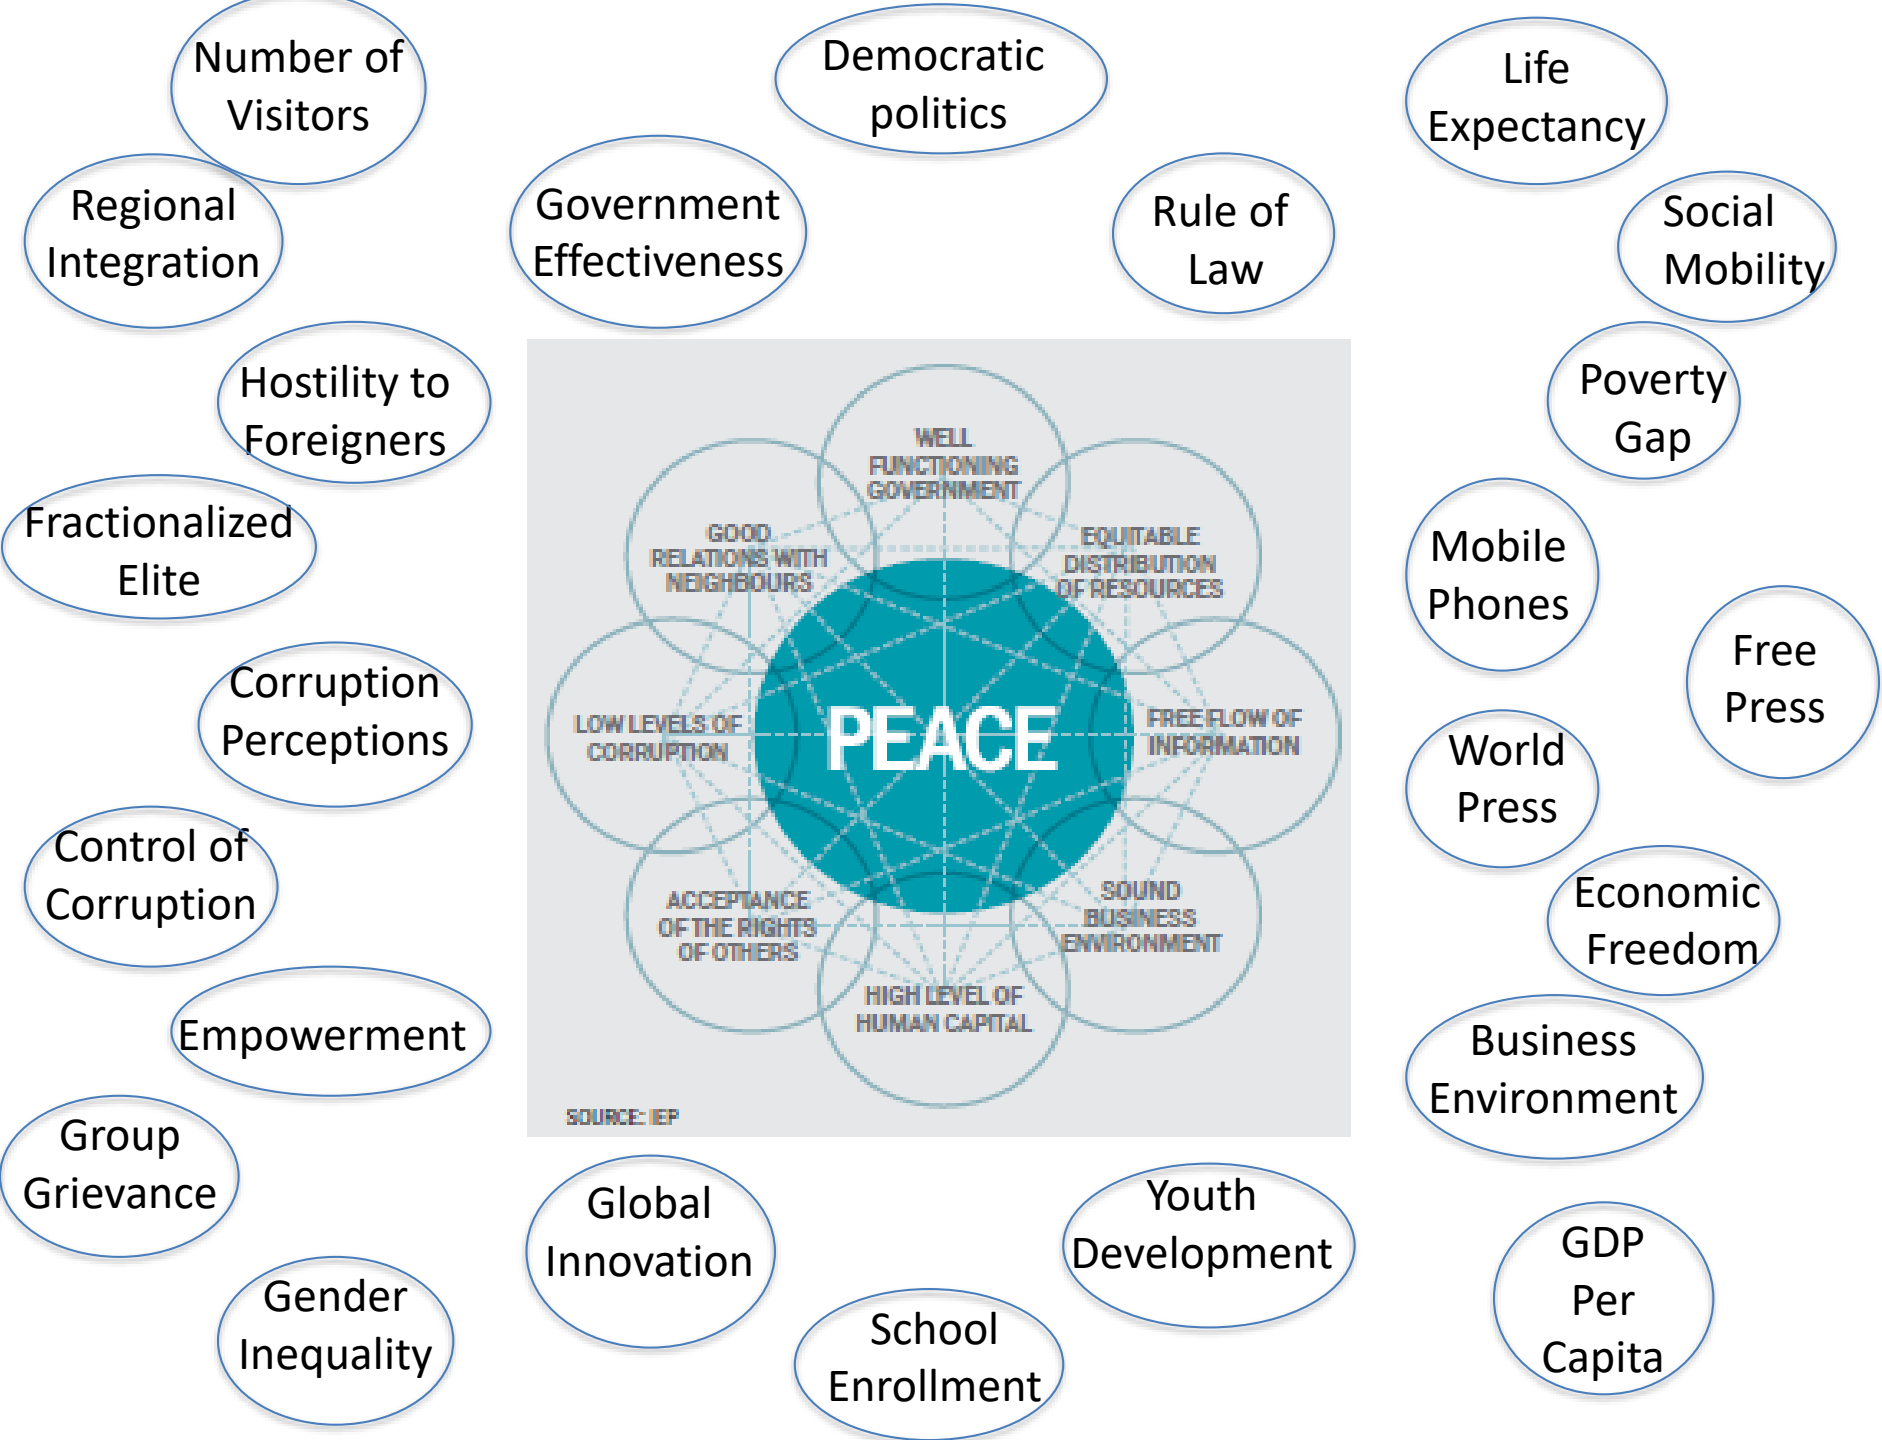 Number of
Visitors
Democratic
politics
Life
Expectancy
Regional
Integration
Government
Effectiveness
Rule of
Law
Social
Mobility
Hostility to
Foreigners
Poverty
Gap
Fractionalized
Elite
Mobile
Phones
Free
Press
Corruption
Perceptions
World
Press
Control of
Corruption
Economic
Freedom
Empowerment
Business
Environment
Group
Grievance
Gender
Inequality
Global
Innovation
School
Enrollment
Youth
Development
GDP
Per
Capita
WELL
FUNCTIONING
GOVERNMENT
GOOD
RELATIONS WITH
NEIGHBOURS
EQUITABLE
DISTRIBUTION
OF RESOURCES
LOW LEVELS OF
CORRUPTION
PEACE
FREE FLOW OF
INFORMATION
ACCEPTANCE
OF THE RIGHTS
OF OTHERS
SOUND
BUSINESS
ENVIRONMENT
HIGH LEVEL OF
HUMAN CAPITAL
SOURCE: IEP